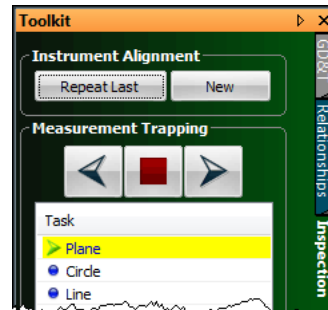 Toolkit
Instrument Alignment
Repeat Last
New
Measurement Trapping
Task
Plane
Circle
Line
GD&T
Relationships
Inspection